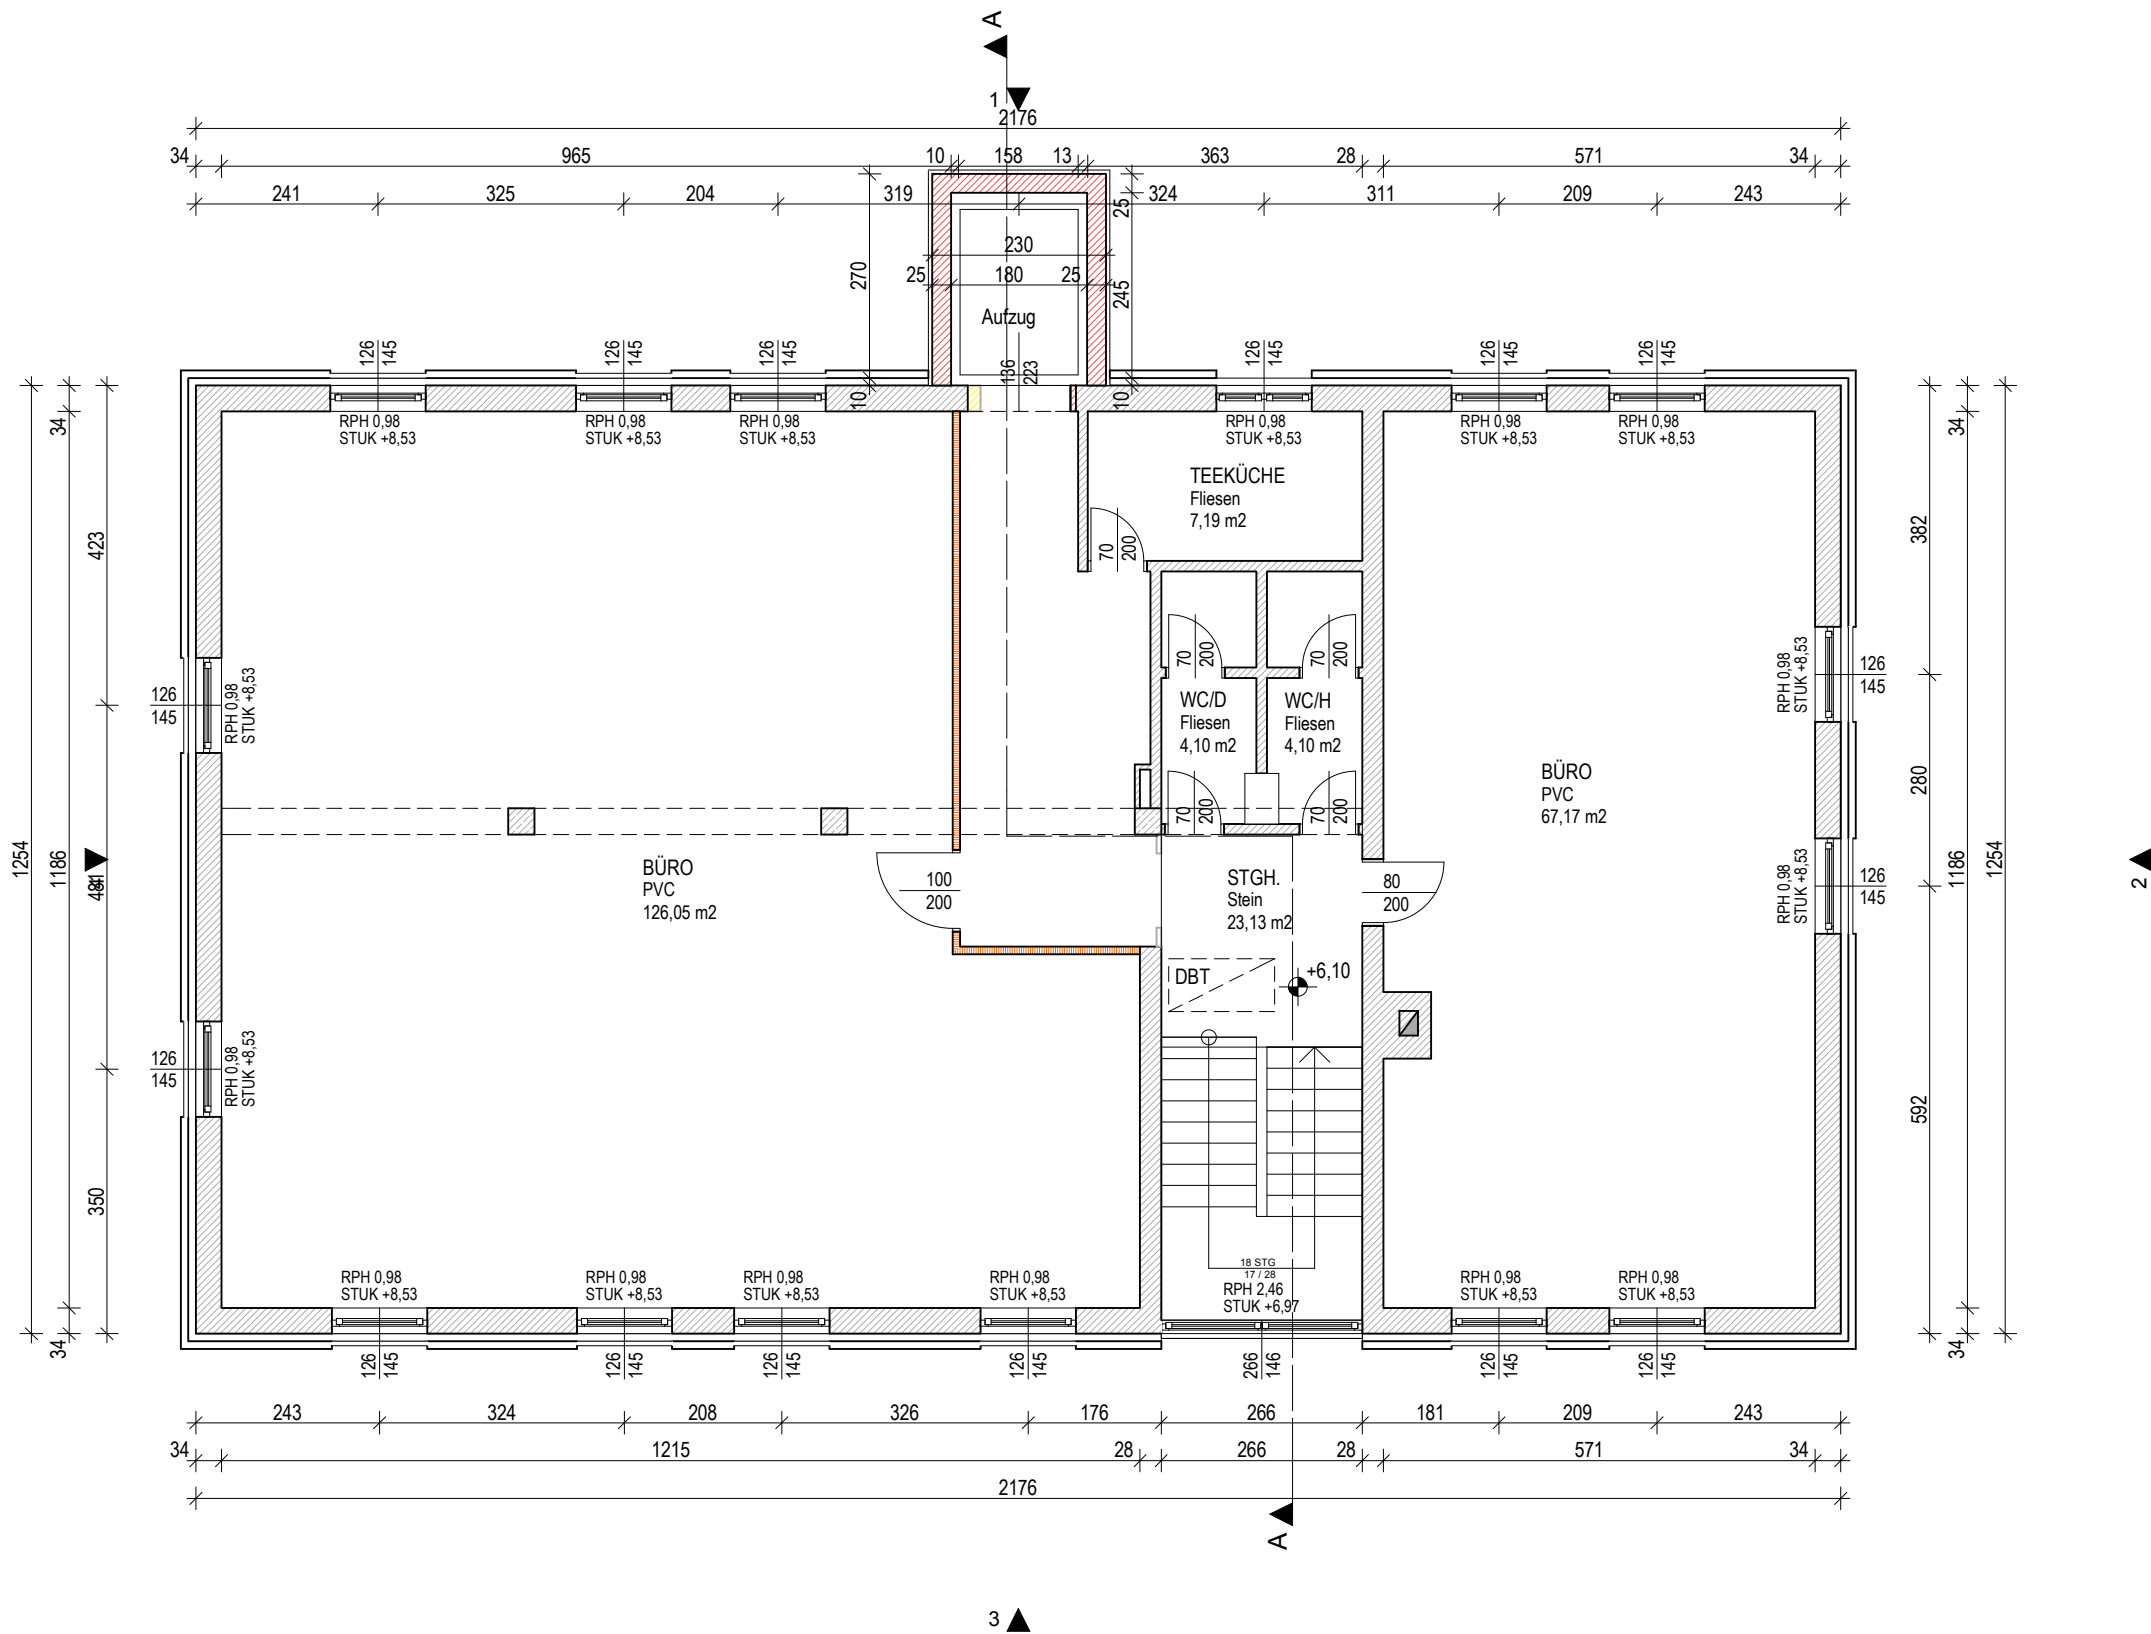 A
1
2176
34 965 10 158 13 363 28 571 34
241 325 204 319 324 311 209 243
25
230
270
25 180 25
245
Aufzug
136
223
10
10
126
145
126
145
126
145
126
145
126
145
126
145
RPH 0,98
STUK +8,53
RPH 0,98
STUK +8,53
RPH 0,98
STUK +8,53
RPH 0,98
STUK +8,53
RPH 0,98
STUK +8,53
RPH 0,98
STUK +8,53
34
34
TEEKÜCHE
Fliesen
7,19 m2
70
200
423
382
70
200
70
200
126
145
RPH 0,98
STUK +8,53
WC/D
Fliesen
4,10 m2
WC/H
Fliesen
4,10 m2
RPH 0,98
STUK +8,53
126
145
BÜRO
PVC
67,17 m2
280
70
200
70
200
1254
1186
BÜRO
PVC
126,05 m2
100
200
STGH.
Stein
23,13 m2
80
200
RPH 0,98
STUK +8,53
126
145
1186
1254
2
DBT
+6,10
126
145
RPH 0,98
STUK +8,53
350
592
18 STG
17 / 28
RPH 2,46
STUK +6,97
RPH 0,98
STUK +8,53
RPH 0,98
STUK +8,53
RPH 0,98
STUK +8,53
RPH 0,98
STUK +8,53
RPH 0,98
STUK +8,53
RPH 0,98
STUK +8,53
34
34
126
145
126
145
126
145
126
145
266
146
126
145
126
145
243 324 208 326 176 266 181 209 243
34 1215 28 266 28 571 34
2176
A
3